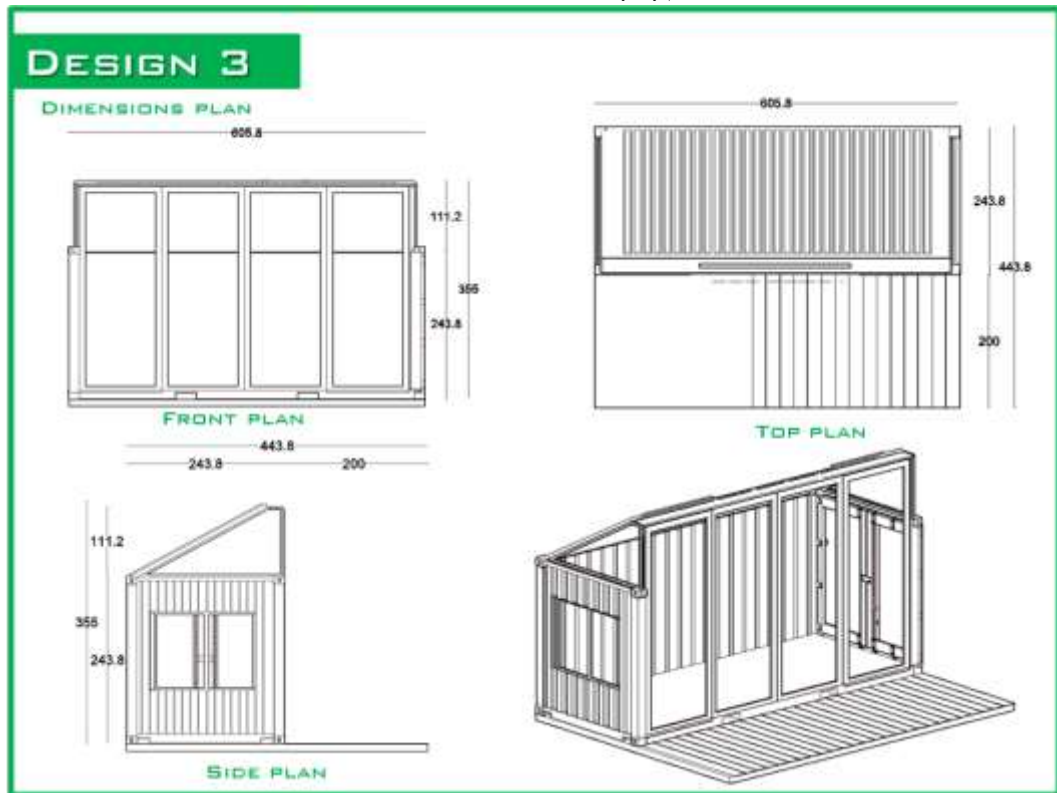 DESIGN 3
DIMENSIONS PLAN
605.8
111.2
355
243.8
FRONT PLAN
605.8
243.8
443.8
200
TOP PLAN
443.8
243.8 200
111.2
355
243.8
SIDE PLAN